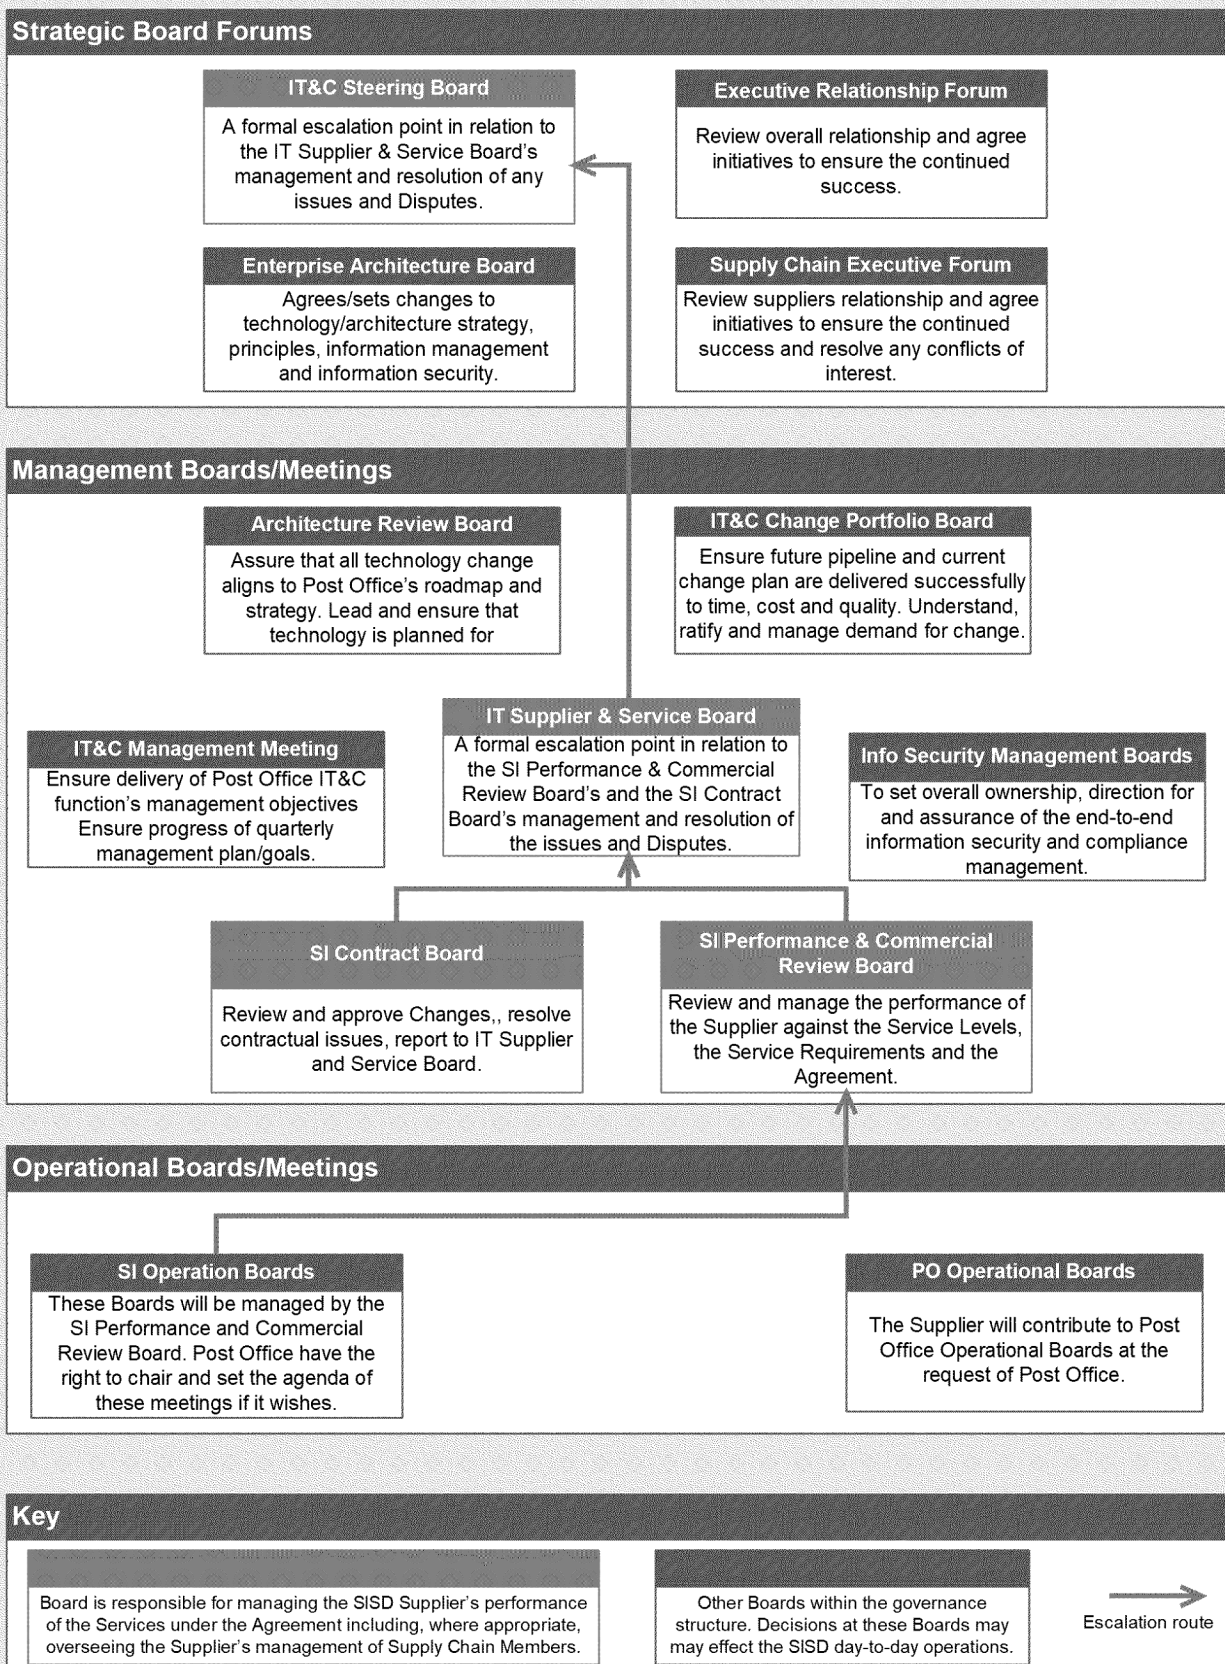 Strategic Board Forums
IT&C Steering Board
A formal escalation point in relation to
the IT Supplier & Service Board's
management and resolution of any
issues and Disputes.
Executive Relationship Forum
Review overall relationship and agree
initiatives to ensure the continued
success.
Enterprise Architecture Board
Agrees/sets changes to
technology/architecture strategy,
principles, information management
and information security.
Supply Chain Executive Forum
Review suppliers relationship and agree
initiatives to ensure the continued
success and resolve any conflicts of
interest.
Management Boards/Meetings
Architecture Review Board
Assure that all technology change
aligns to Post Office's roadmap and
strategy. Lead and ensure that
technology is planned for
IT&C Change Portfolio Board
Ensure future pipeline and current
change plan are delivered successfully
to time, cost and quality. Understand,
ratify and manage demand for change.
IT&C Management Meeting
Ensure delivery of Post Office IT&C
function's management objectives
Ensure progress of quarterly
management plan/goals.
IT Supplier & Service Board
A formal escalation point in relation to
the SI Performance & Commercial
Review Board's and the SI Contract
Board's management and resolution of
the issues and Disputes.
Info Security Management Boards
To set overall ownership, direction for
and assurance of the end-to-end
information security and compliance
management.
SI Contract Board
Review and approve Changes,, resolve
contractual issues, report to IT Supplier
and Service Board.
SI Performance & Commercial
Review Board
Review and manage the performance of
the Supplier against the Service Levels,
the Service Requirements and the
Agreement.
Operational Boards/Meetings
SI Operation Boards
These Boards will be managed by the
SI Performance and Commercial
Review Board. Post Office have the
right to chair and set the agenda of
these meetings if it wishes.
PO Operational Boards
The Supplier will contribute to Post
Office Operational Boards at the
request of Post Office.
Key
Board is responsible for managing the SISD Supplier's performance
of the Services under the Agreement including, where appropriate,
overseeing the Supplier's management of Supply Chain Members.
Other Boards within the governance
structure. Decisions at these Boards may
may effect the SISD day-to-day operations.
Escalation route